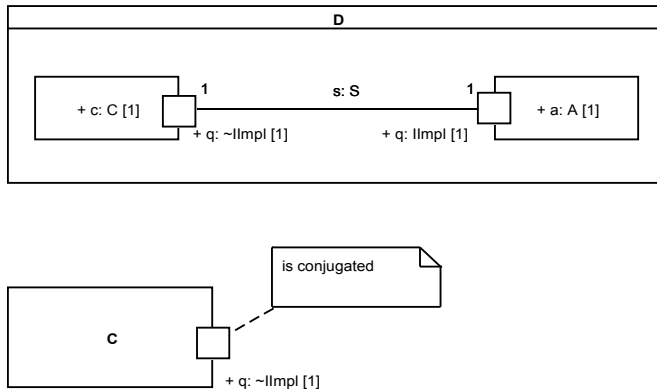 D
1
s: S
1
+ c: C [1]
+ a: A [1]
+ q: ~IImpl [1]
+ q: IImpl [1]
is conjugated
C
+ q: ~IImpl [1]